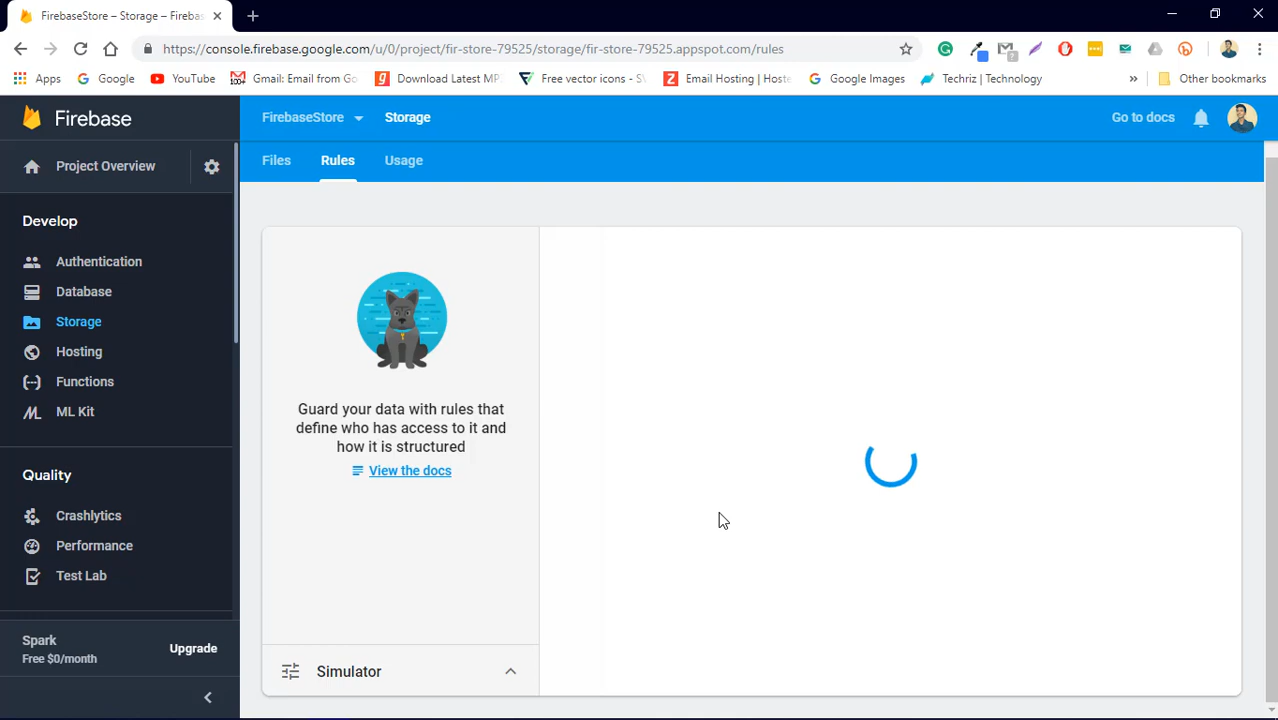 FirebaseStore – Storage – Firebas
https://console.firebase.google.com/u/0/project/fir-store-79525/storage/fir-store-79525.appspot.com/rules
Apps
Google
YouTube
100+
Gmail: Email from Go
Download Latest MP
Free vector icons - SV
Email Hosting | Hoste
Google Images
Techriz | Technology
»
Other bookmarks
Firebase
FirebaseStore
Storage
Go to docs
Project Overview
Files
Rules
Usage
Develop
Authentication
Database
Storage
Hosting
Functions
ML Kit
Quality
Crashlytics
Performance
Test Lab
Spark
Free $0/month
Upgrade
Guard your data with rules that
define who has access to it and
how it is structured
View the docs
Simulator